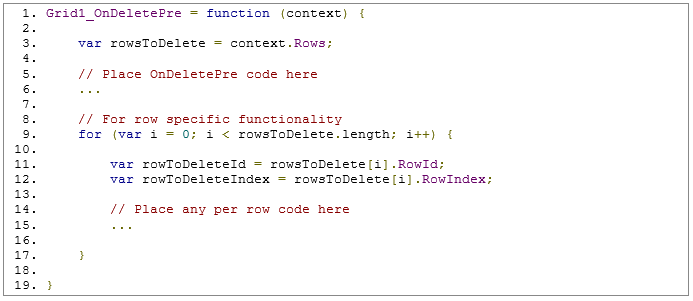 1. Grid1_OnDeletePre = function (context) {
2.
3.     var rowsToDelete = context.Rows;
4.
5.     // Place OnDeletePre code here
6.     ...
7.
8.     // For row specific functionality
9.     for (var i = 0; i < rowsToDelete.length; i++) {
10.
11.         var rowToDeleteId = rowsToDelete[i].RowId;
12.         var rowToDeleteIndex = rowsToDelete[i].RowIndex;
13.
14.         // Place any per row code here
15.         ...
16.
17.     }
18.
19. }